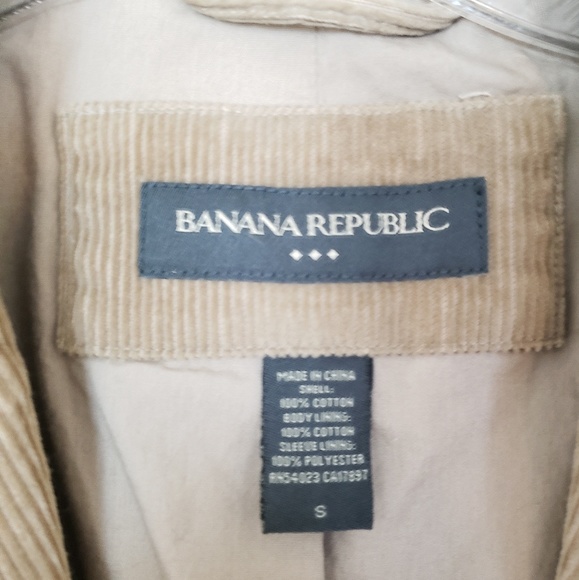 BANANA REPUBLIC
MADE IN CHINA
SHELL:
100% COTTON
BODY LINING:
100% COTTON
SLEEVE LINING:
100% POLYESTER
RN54023 CA17897
S